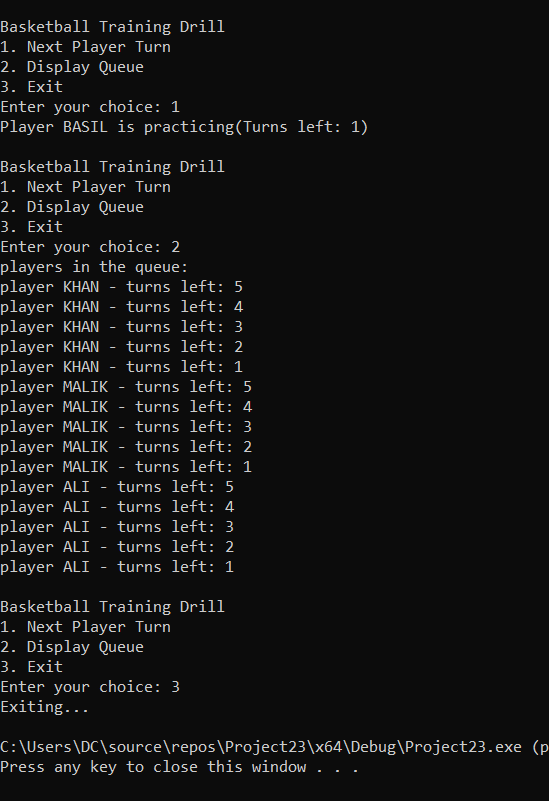 Basketball Training Drill
1. Next Player Turn
2. Display Queue
3. Exit
Enter your choice: 1
Player BASIL is practicing(Turns left: 1)
Basketball Training Drill
1. Next Player Turn
2. Display Queue
3. Exit
Enter your choice: 2
players in the queue:
player KHAN - turns left: 5
player KHAN - turns left: 4
player KHAN - turns left: 3
player KHAN - turns left: 2
player KHAN - turns left: 1
player MALIK - turns left: 5
player MALIK - turns left: 4
player MALIK - turns left: 3
player MALIK - turns left: 2
player MALIK - turns left: 1
player ALI - turns left: 5
player ALI - turns left: 4
player ALI - turns left: 3
player ALI - turns left: 2
player ALI - turns left: 1
Basketball Training Drill
1. Next Player Turn
2. Display Queue
3. Exit
Enter your choice: 3
Exiting...
C:\Users\DC\source\repos\Project23\x64\Debug\Project23.exe (p
Press any key to close this window . . .